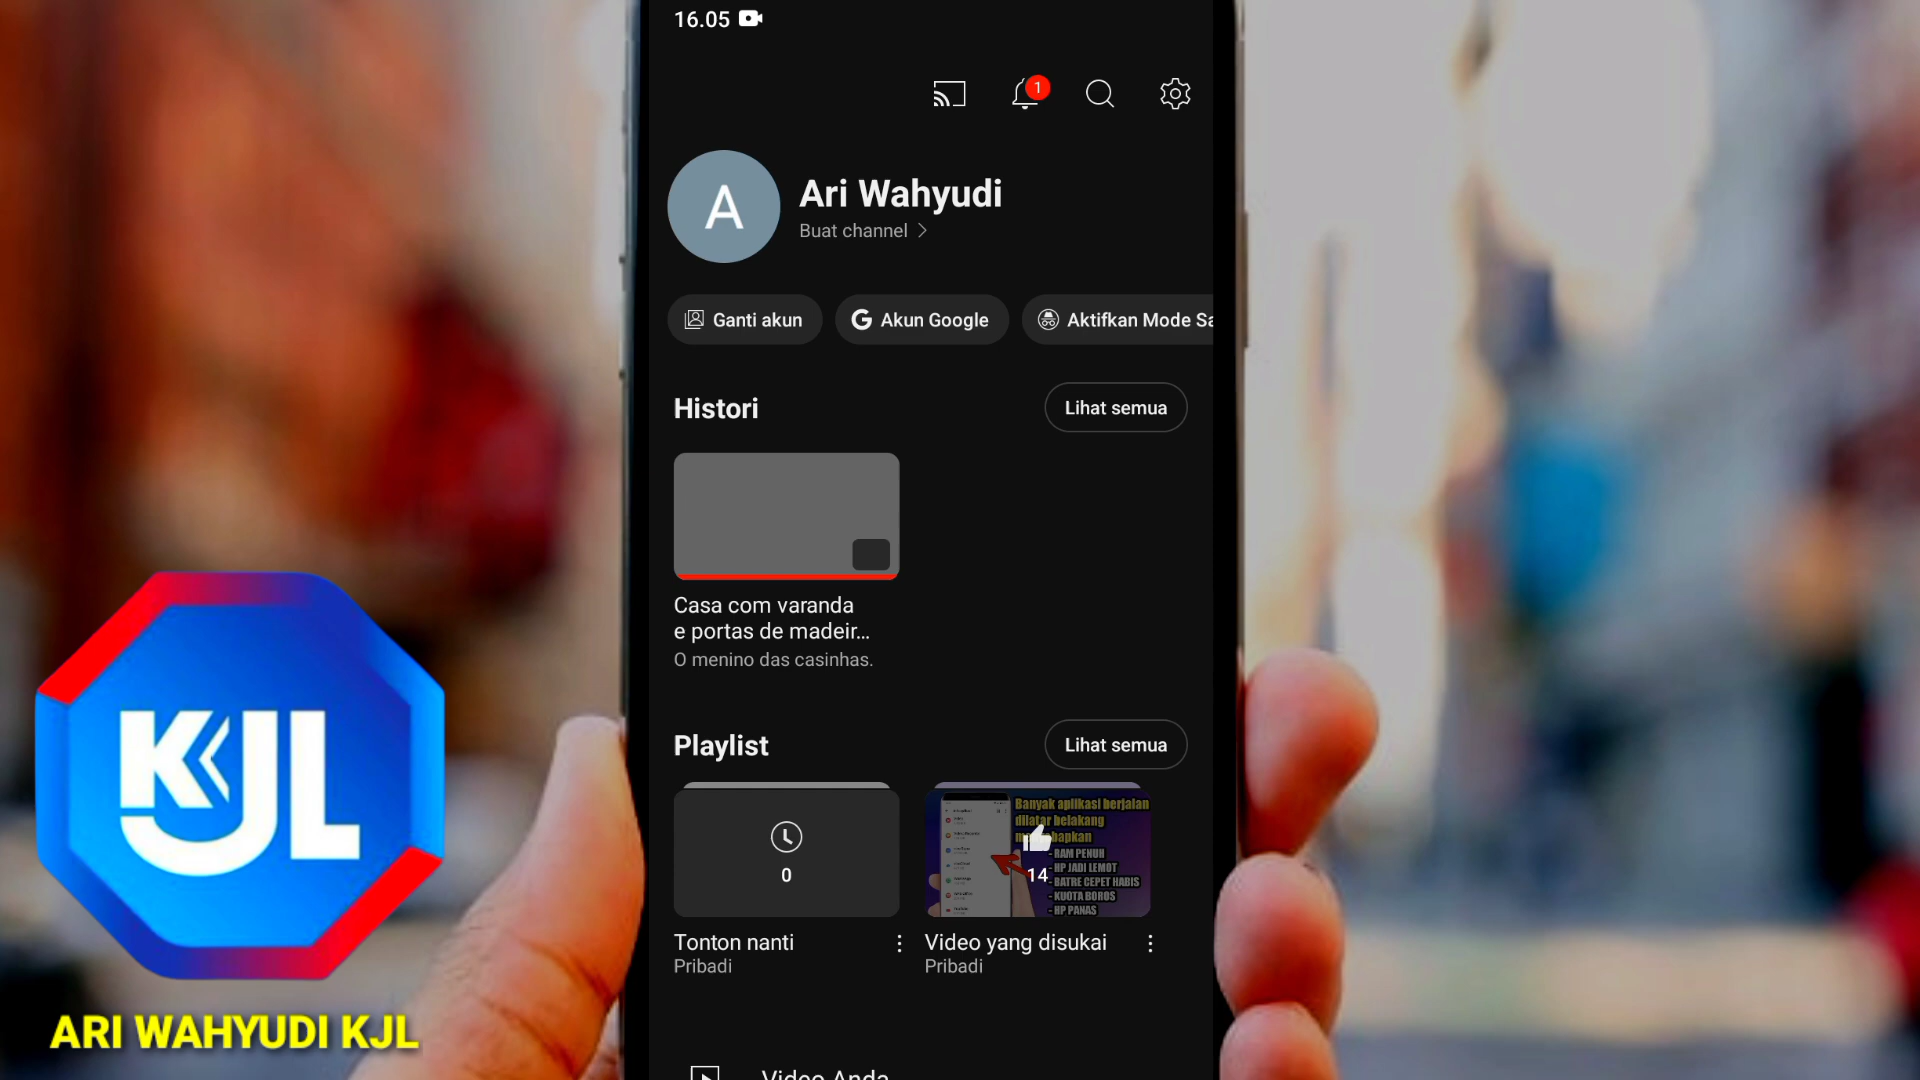 16.05
1
A
Ari Wahyudi
Buat channel
Ganti akun
Akun Google
Aktifkan Mode Sa
Histori
Lihat semua
Casa com varanda
e portas de madeir...
O menino das casinhas.
Playlist
Lihat semua
0
Banyak aplikasi berjalan
dilatar belakang
bapkan
- RAM PENUH
- HP JADI LEMOT
- BATRE CEPET HABIS
- KUOTA BOROS
- HP PANAS
14
Tonton nanti
Pribadi
Video yang disukai
Pribadi
Video Anda
KJL
ARI WAHYUDI KJL